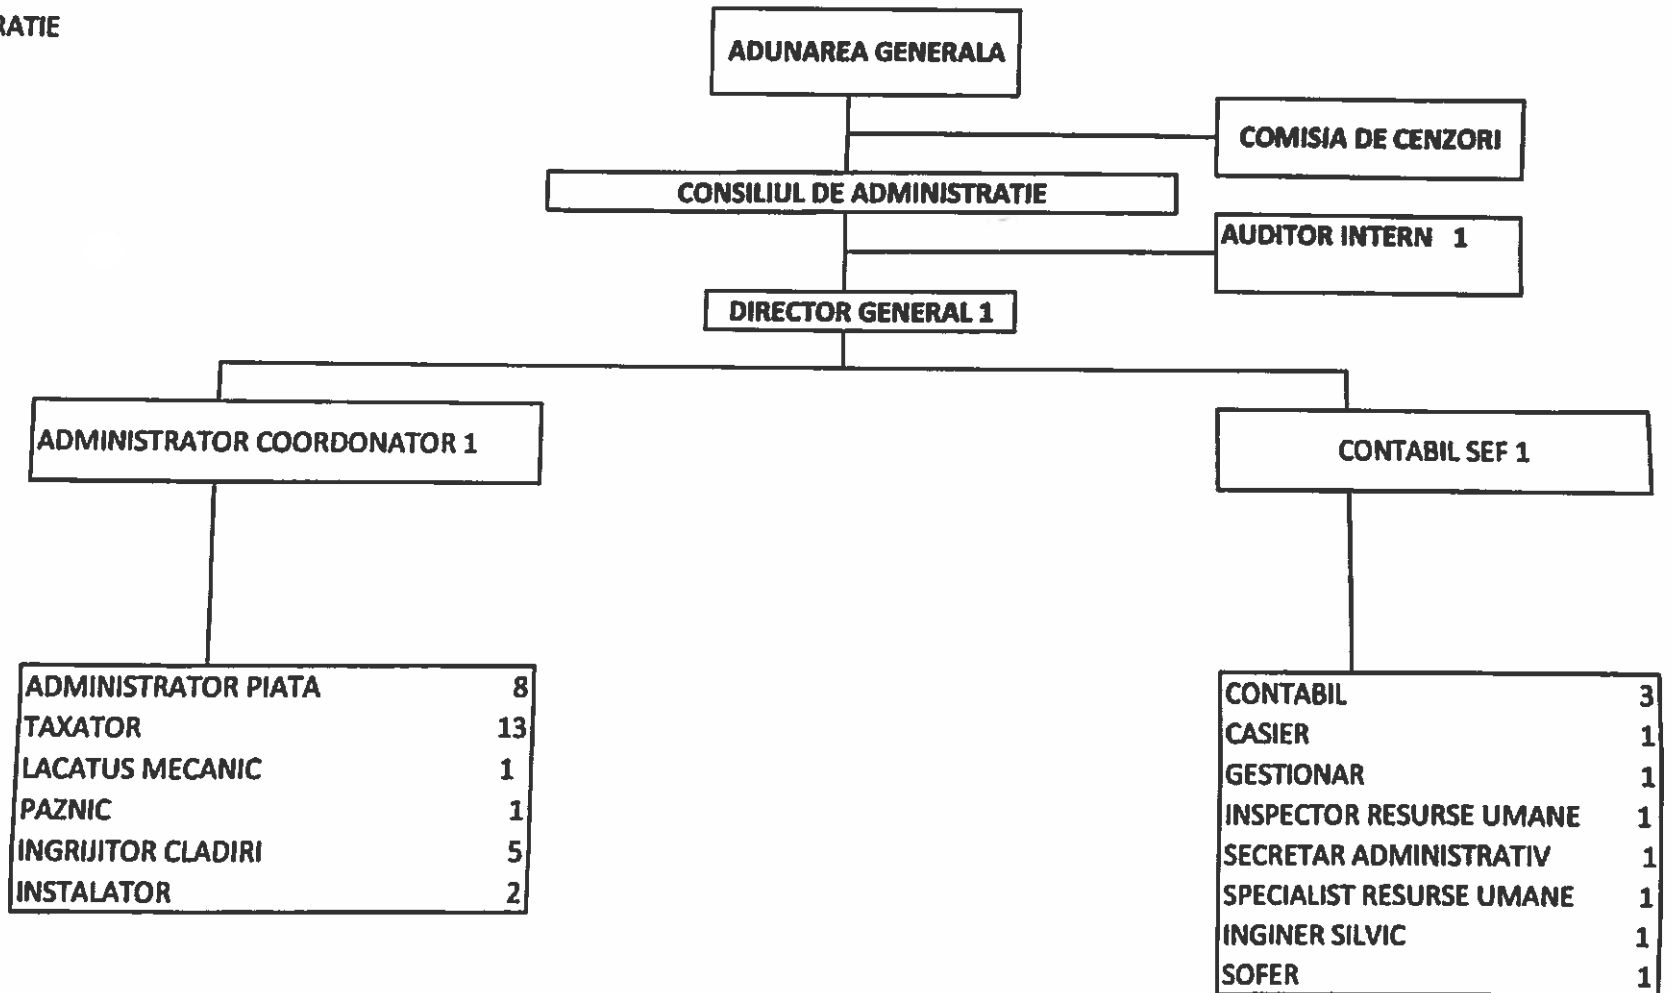 RATIE
ADUNAREA GENERALA
COMISIA DE CENZORI
CONSILIUL DE ADMINISTRATIE
AUDITOR INTERN 1
DIRECTOR GENERAL 1
ADMINISTRATOR COORDONATOR 1
CONTABIL SEF 1
ADMINISTRATOR PIATA 8
TAXATOR 13
LACATUS MECANIC 1
PAZNIC 1
INGRIJITOR CLADIRI 5
INSTALATOR 2
CONTABIL 3
CASIER 1
GESTIONAR 1
INSPECTOR RESURSE UMANE 1
SECRETAR ADMINISTRATIV 1
SPECIALIST RESURSE UMANE 1
INGINER SILVIC 1
SOFER 1